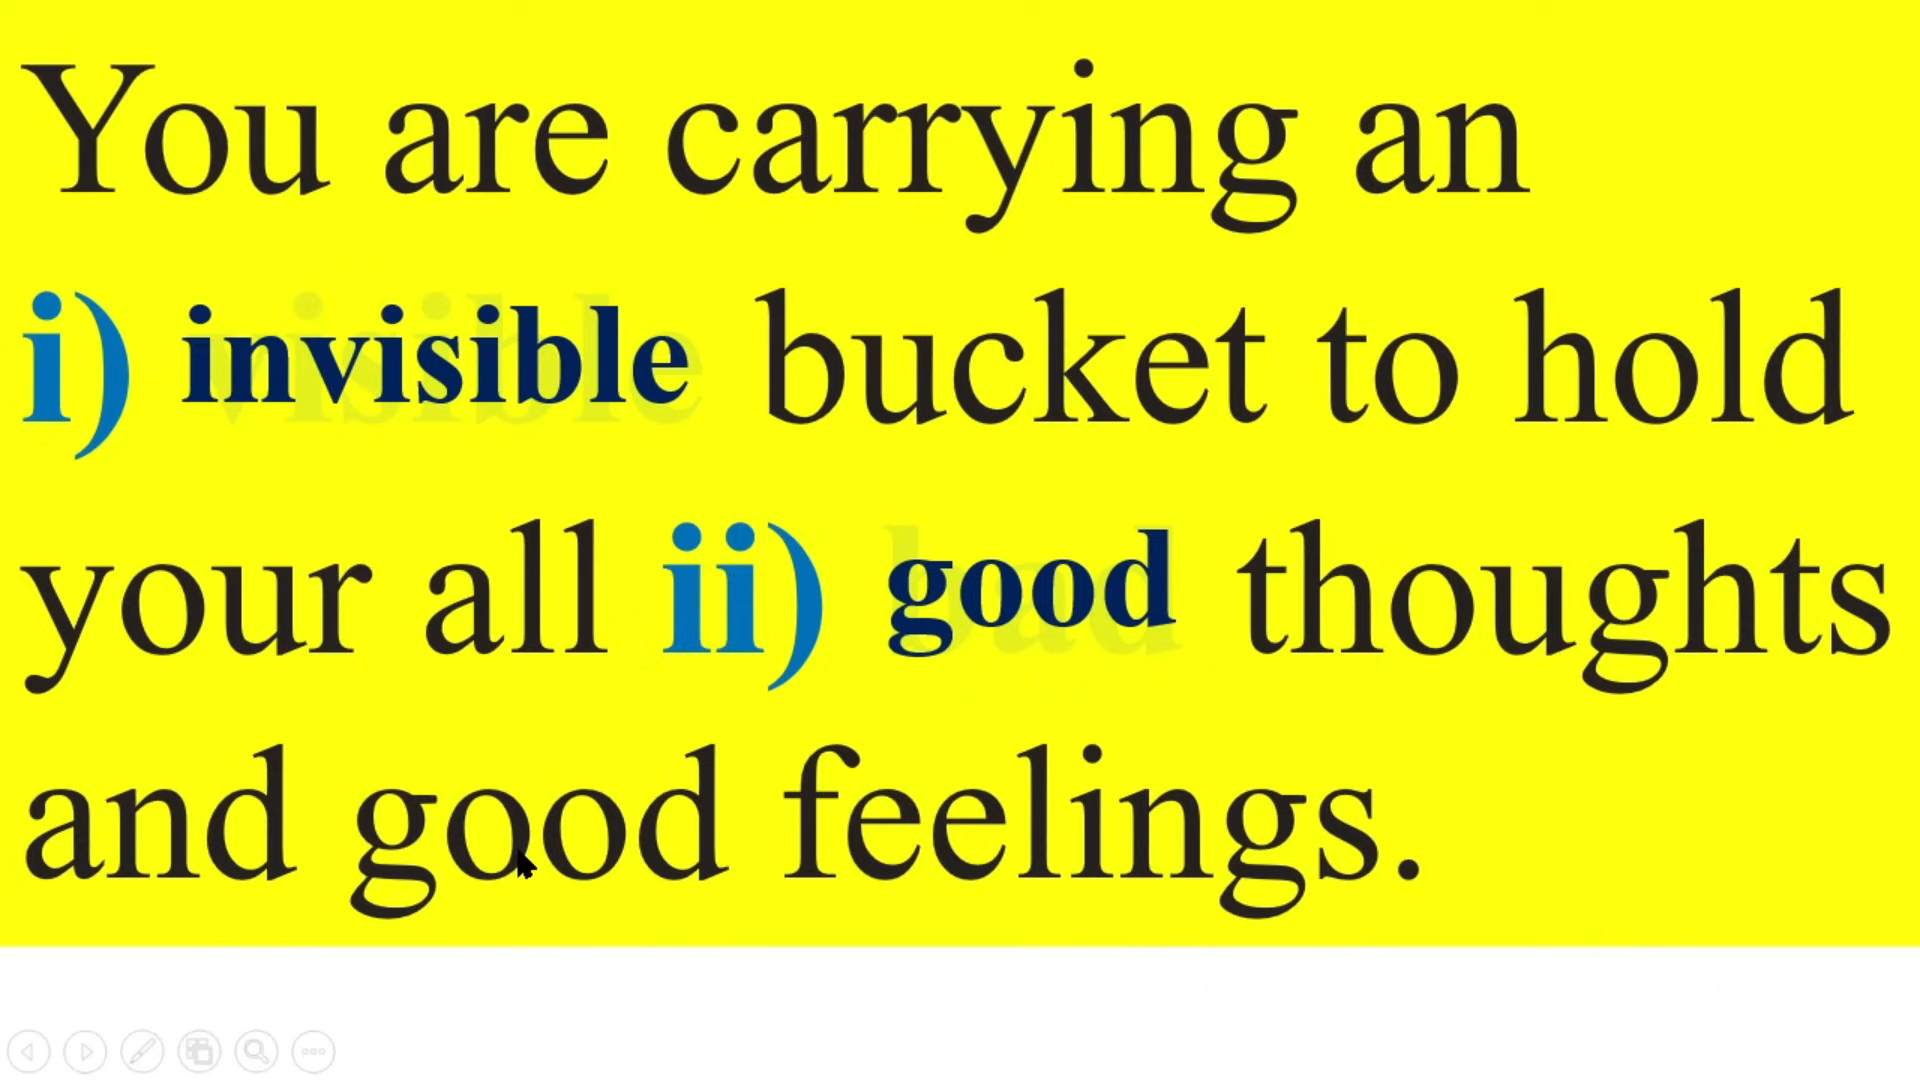 You are carrying an
i) invisible bucket to hold
your all ii) good thoughts
and good feelings.